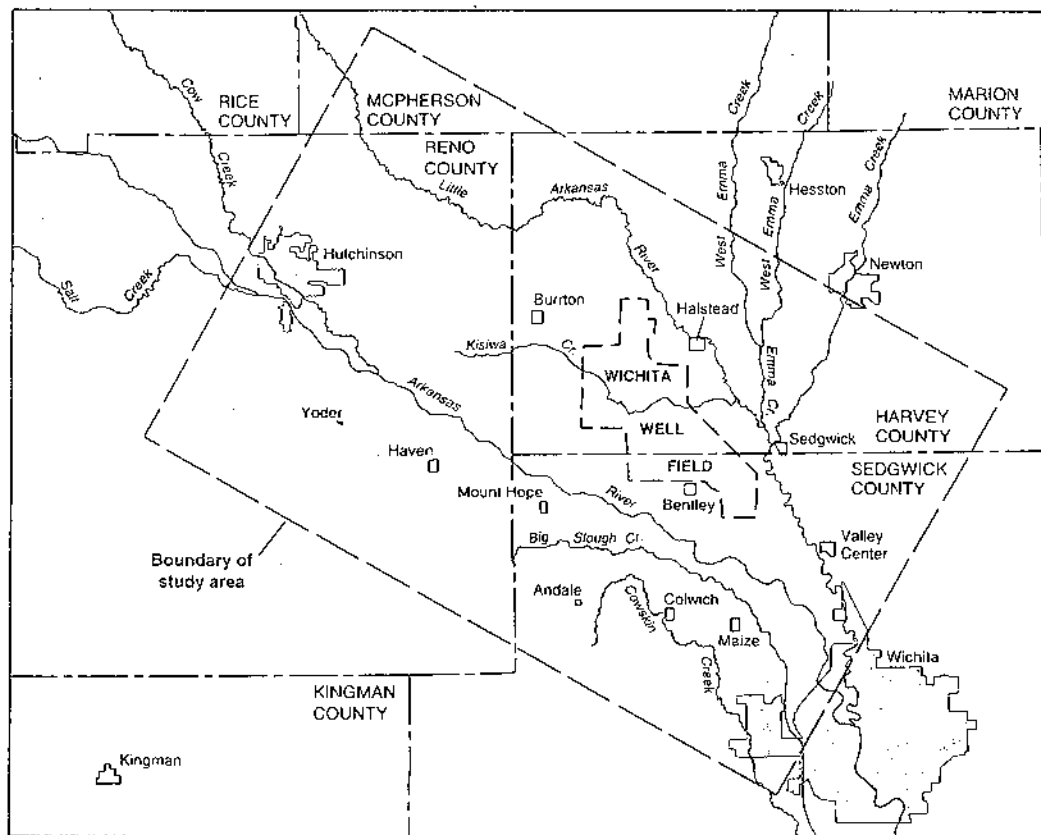 Cow
Creek
RICE
COUNTY
MCPHERSON
COUNTY
MARION
COUNTY
RENO
COUNTY
Little
Arkansas
River
West
Emma
Creek
West
Emma
Creek
Emma
Creek
Hesston
Newton
Salt
Creek
Hutchinson
Burrton
Halstead
Kisiwa
Cr.
WICHITA
WELL
FIELD
Emma
Cr.
Arkansas
River
Yoder
Haven
Mount Hope
Bentley
Sedgwick
HARVEY
COUNTY
SEDGWICK
COUNTY
Big
Slough
Cr.
Valley
Center
Boundary of
study area
Andale
Cowskin
Creek
Colwich
Maize
Wichita
KINGMAN
COUNTY
Kingman